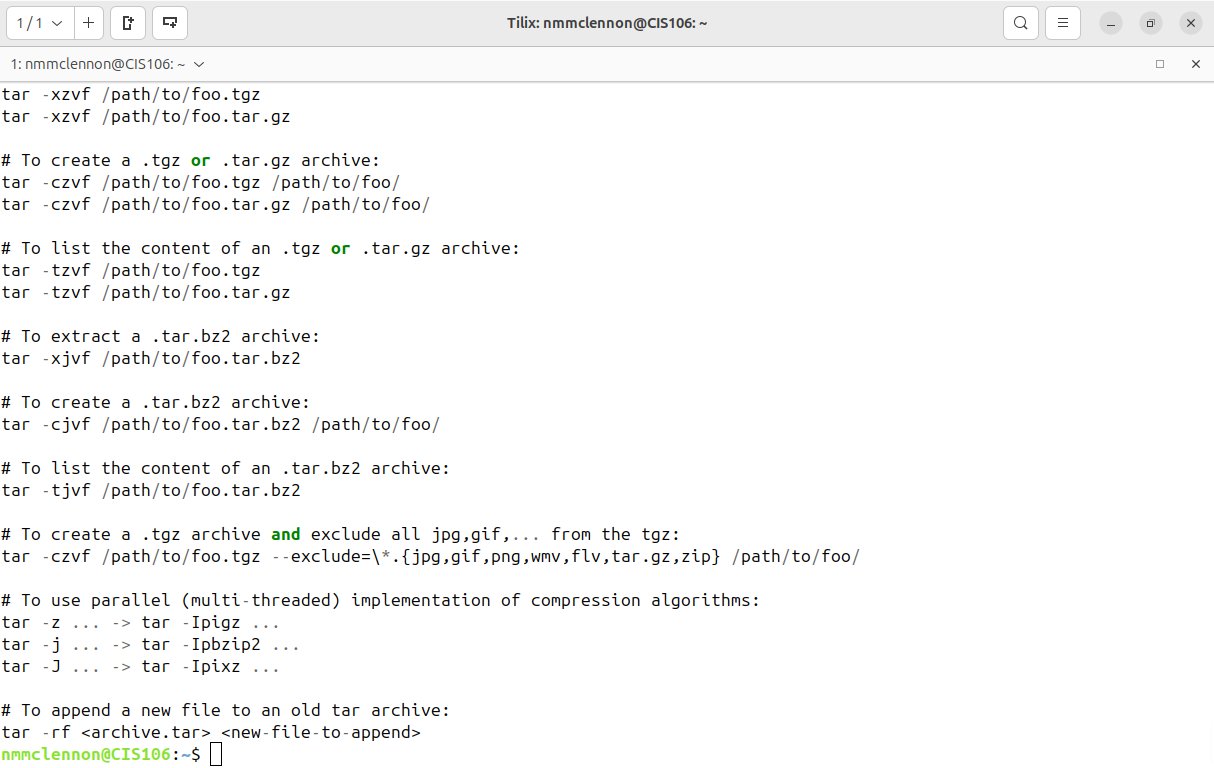 1 / 1
Tilix: nmmclennon@CIS106: ~
1: nmmclennon@CIS106: ~
tar -xzvf /path/to/foo.tgz
tar -xzvf /path/to/foo.tar.gz
# To create a .tgz or .tar.gz archive:
tar -czvf /path/to/foo.tgz /path/to/foo/
tar -czvf /path/to/foo.tar.gz /path/to/foo/
# To list the content of an .tgz or .tar.gz archive:
tar -tzvf /path/to/foo.tgz
tar -tzvf /path/to/foo.tar.gz
# To extract a .tar.bz2 archive:
tar -xjvf /path/to/foo.tar.bz2
# To create a .tar.bz2 archive:
tar -cjvf /path/to/foo.tar.bz2 /path/to/foo/
# To list the content of an .tar.bz2 archive:
tar -tjvf /path/to/foo.tar.bz2
# To create a .tgz archive and exclude all jpg,gif,... from the tgz:
tar -czvf /path/to/foo.tgz --exclude=\*.{jpg,gif,png,wmv,flv,tar.gz,zip} /path/to/foo/
# To use parallel (multi-threaded) implementation of compression algorithms:
tar -z ... -> tar -Ipigz ...
tar -j ... -> tar -Ipbzip2 ...
tar -J ... -> tar -Ipixz ...
# To append a new file to an old tar archive:
tar -rf <archive.tar> <new-file-to-append>
nmmclennon@CIS106:~$